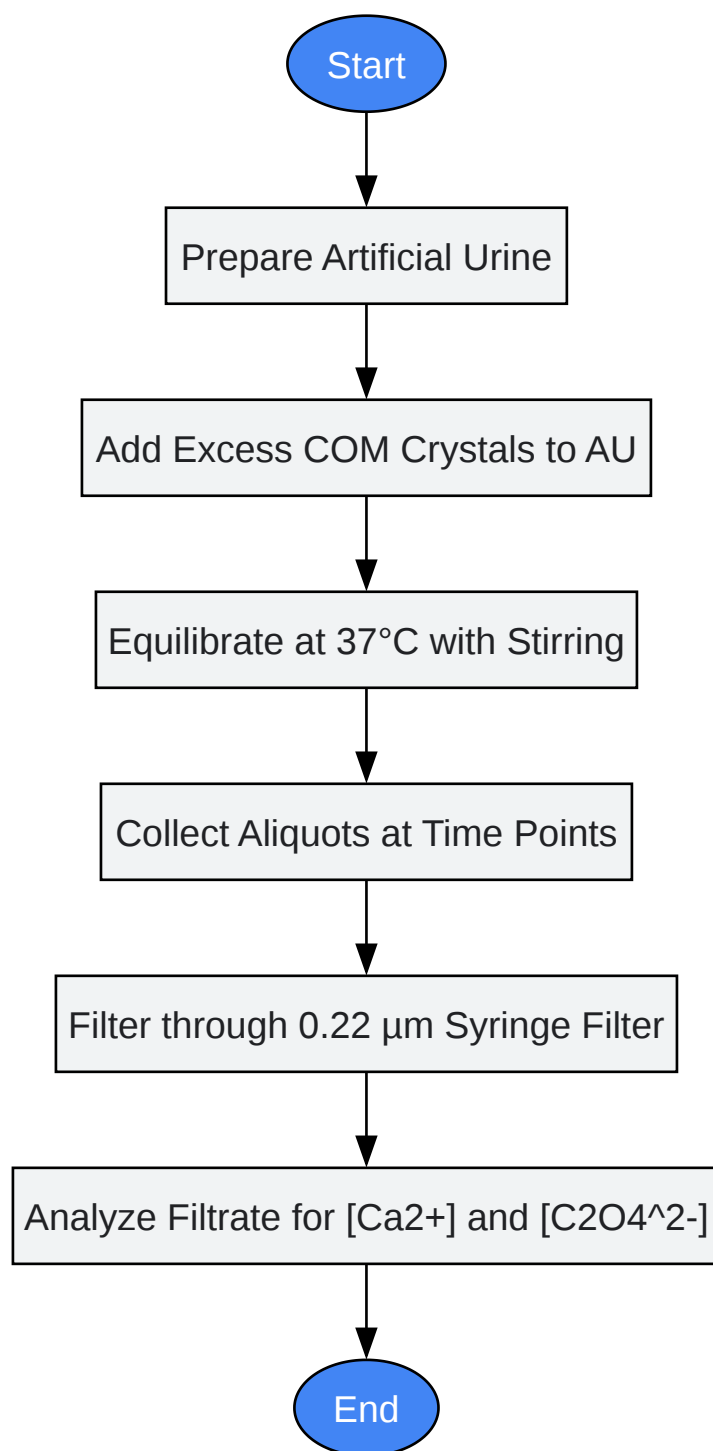 Start
Prepare Artificial Urine
Add Excess COM Crystals to AU
Equilibrate at 37°C with Stirring
Collect Aliquots at Time Points
Filter through 0.22 µm Syringe Filter
Analyze Filtrate for [Ca2+] and [C2O4^2-]
End